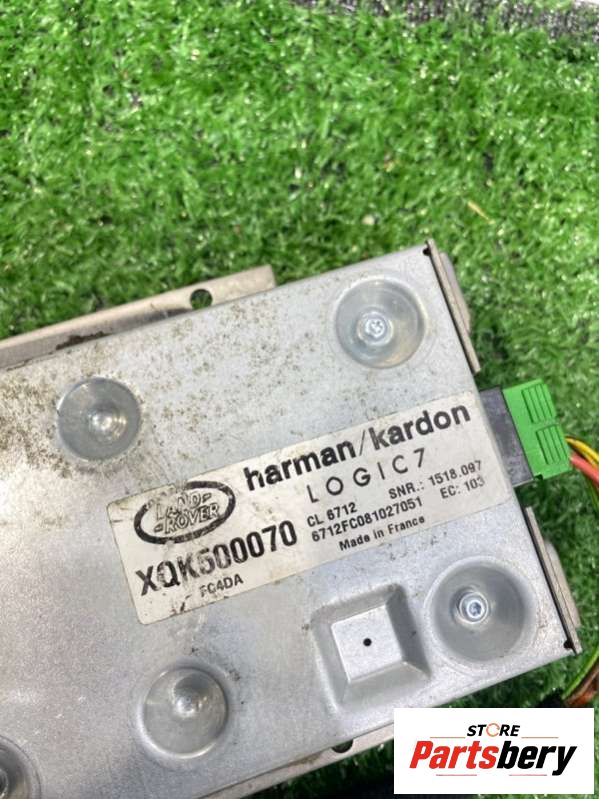 LAND-
-ROVER
harman/kardon
LOGIC7
XQK500070
CL 6712
SNR.: 1518.097
6712FC081027051
EC: 103
Made in France
FC4DA
STORE
Partsbery